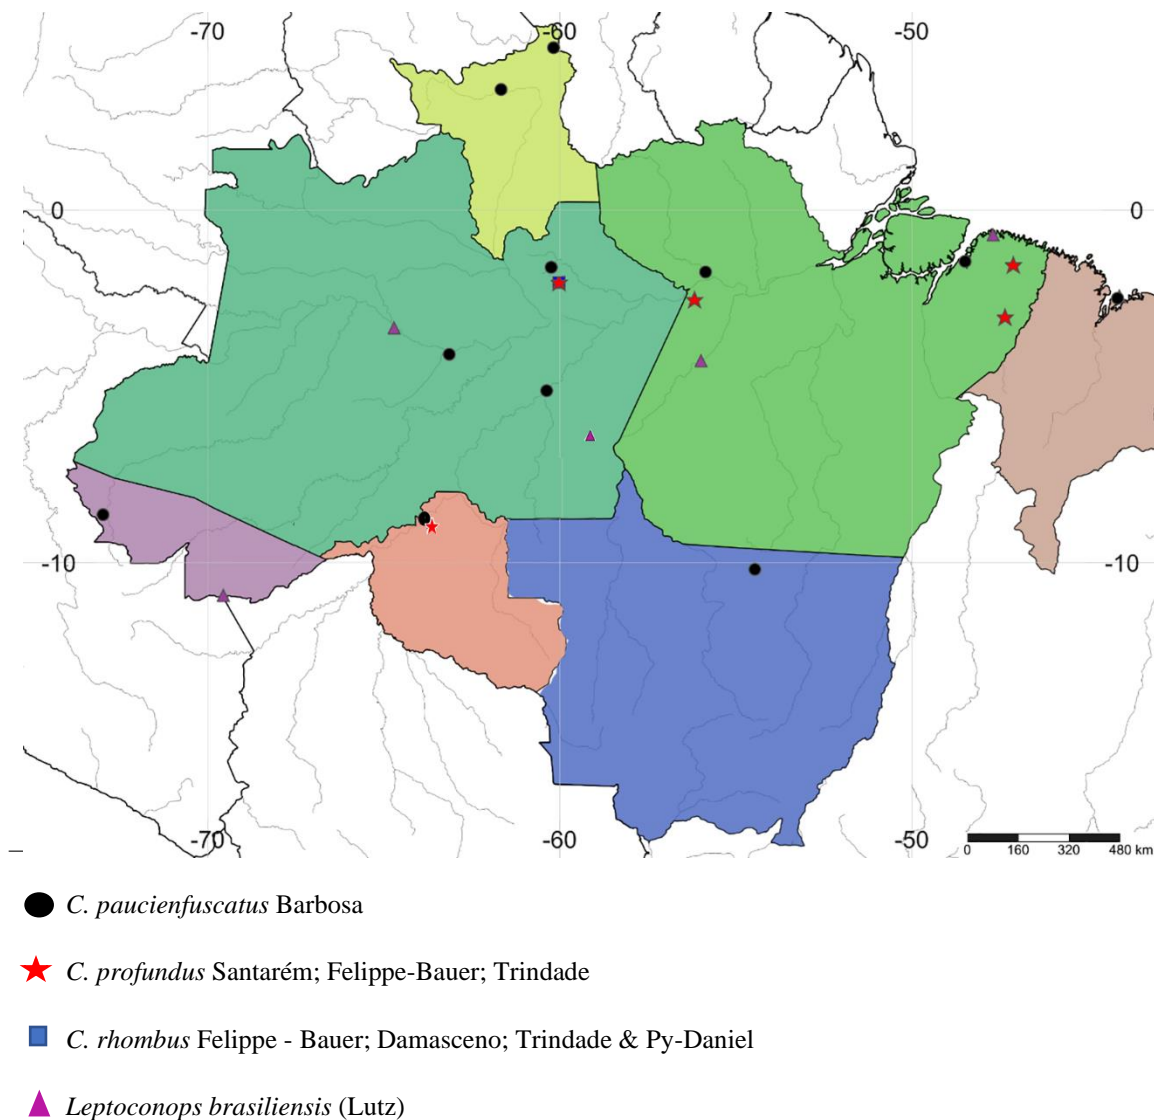 -70 -60 -50
0 0
-10 -10
-70 -60 -50
0 160 320 480 km
C. paucienfuscatus Barbosa
C. profundus Santarém; Felippe-Bauer; Trindade
C. rhombus Felippe - Bauer; Damasceno; Trindade & Py-Daniel
Leptoconops brasiliensis (Lutz)